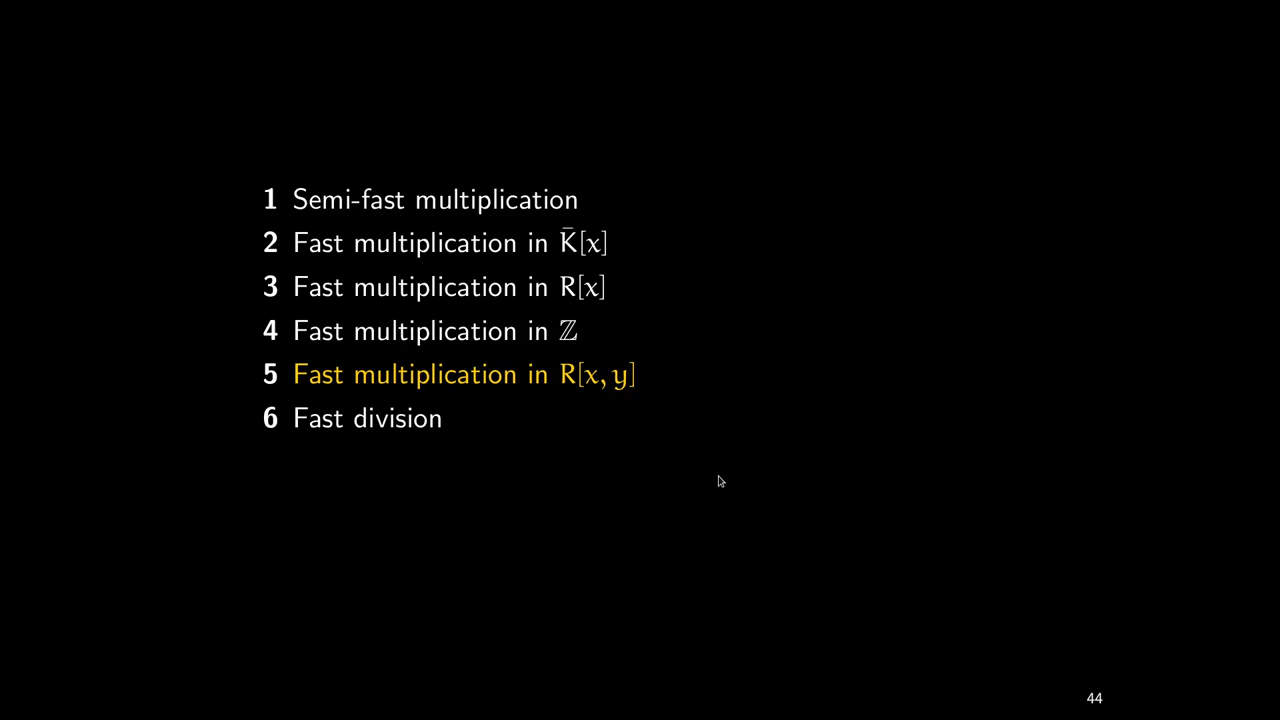 1 Semi-fast multiplication
2 Fast multiplication in K̄[x]
3 Fast multiplication in R[x]
4 Fast multiplication in ℤ
5 Fast multiplication in R[x, y]
6 Fast division
44